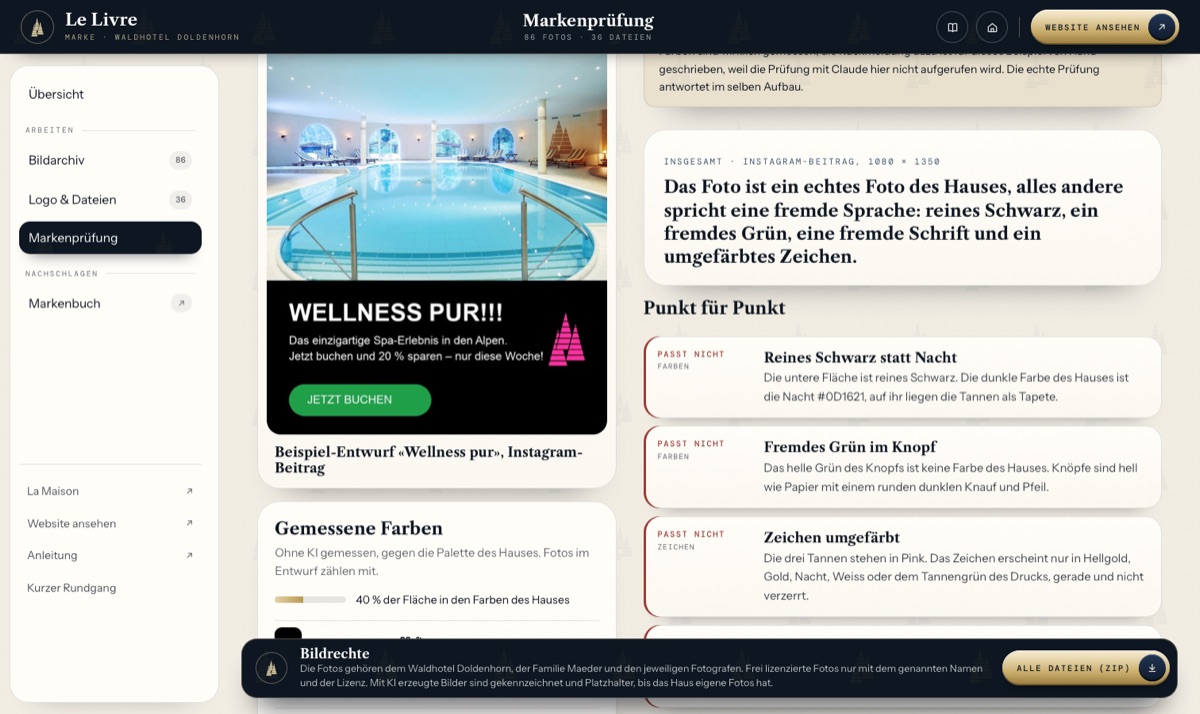 Le Livre
MARKE · WALDHOTEL DOLDENHORN
Markenprüfung
86 FOTOS · 36 DATEIEN
WEBSITE ANSEHEN
Übersicht
ARBEITEN
Bildarchiv
86
Logo & Dateien
36
Markenprüfung
NACHSCHLAGEN
Markenbuch
La Maison
Website ansehen
Anleitung
Kurzer Rundgang
WELLNESS PUR!!!
Das einzigartige Spa-Erlebnis in den Alpen.
Jetzt buchen und 20 % sparen – nur diese Woche!
JETZT BUCHEN
Beispiel-Entwurf «Wellness pur», Instagram-
Beitrag
Gemessene Farben
Ohne KI gemessen, gegen die Palette des Hauses. Fotos im
Entwurf zählen mit.
40 % der Fläche in den Farben des Hauses
geschrieben, weil die Prüfung mit Claude hier nicht aufgerufen wird. Die echte Prüfung
antwortet im selben Aufbau.
INSGESAMT · INSTAGRAM-BEITRAG, 1080 × 1350
Das Foto ist ein echtes Foto des Hauses, alles andere
spricht eine fremde Sprache: reines Schwarz, ein
fremdes Grün, eine fremde Schrift und ein
umgefärbtes Zeichen.
Punkt für Punkt
PASST NICHT
FARBEN
Reines Schwarz statt Nacht
Die untere Fläche ist reines Schwarz. Die dunkle Farbe des Hauses ist
die Nacht #0D1621, auf ihr liegen die Tannen als Tapete.
PASST NICHT
FARBEN
Fremdes Grün im Knopf
Das helle Grün des Knopfs ist keine Farbe des Hauses. Knöpfe sind hell
wie Papier mit einem runden dunklen Knauf und Pfeil.
PASST NICHT
ZEICHEN
Zeichen umgefärbt
Die drei Tannen stehen in Pink. Das Zeichen erscheint nur in Hellgold,
Gold, Nacht, Weiss oder dem Tannengrün des Drucks, gerade und nicht
verzerrt.
Bildrechte
Die Fotos gehören dem Waldhotel Doldenhorn, der Familie Maeder und den jeweiligen Fotografen. Frei lizenzierte Fotos nur mit dem genannten Namen
und der Lizenz. Mit KI erzeugte Bilder sind gekennzeichnet und Platzhalter, bis das Haus eigene Fotos hat.
ALLE DATEIEN (ZIP)